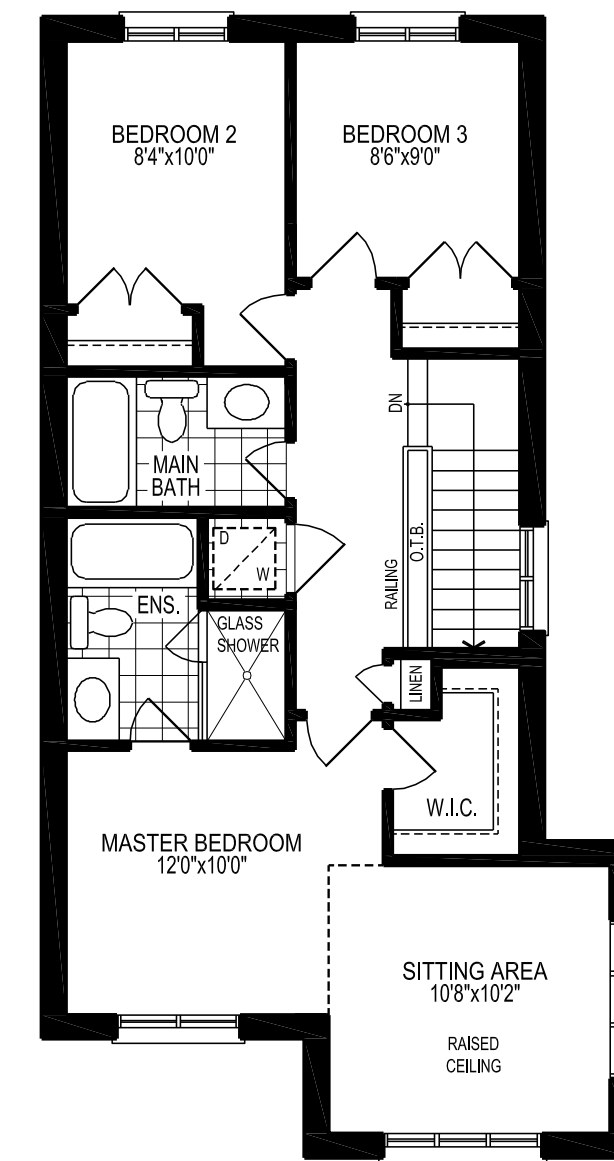 BEDROOM 2
8'4"x10'0"
BEDROOM 3
8'6"x9'0"
DN
MAIN
BATH
O.T.B.
RAILING
D
W
ENS.
GLASS
SHOWER
LINEN
W.I.C.
MASTER BEDROOM
12'0"x10'0"
SITTING AREA
10'8"x10'2"
RAISED
CEILING